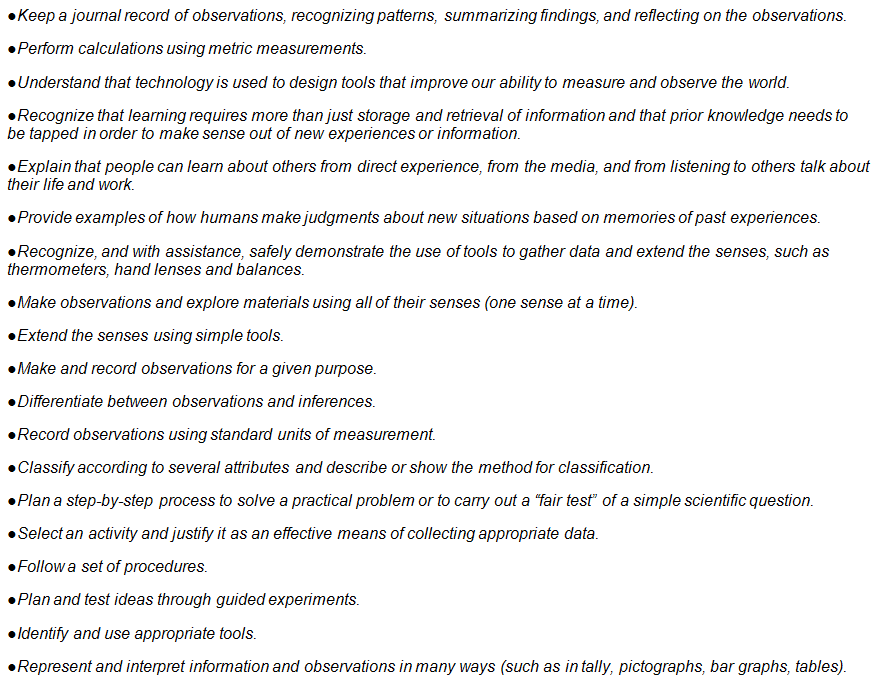 ●Keep a journal record of observations, recognizing patterns, summarizing findings, and reflecting on the observations.
●Perform calculations using metric measurements.
●Understand that technology is used to design tools that improve our ability to measure and observe the world.
●Recognize that learning requires more than just storage and retrieval of information and that prior knowledge needs to
be tapped in order to make sense out of new experiences or information.
●Explain that people can learn about others from direct experience, from the media, and from listening to others talk about
their life and work.
●Provide examples of how humans make judgments about new situations based on memories of past experiences.
●Recognize, and with assistance, safely demonstrate the use of tools to gather data and extend the senses, such as
thermometers, hand lenses and balances.
●Make observations and explore materials using all of their senses (one sense at a time).
●Extend the senses using simple tools.
●Make and record observations for a given purpose.
●Differentiate between observations and inferences.
●Record observations using standard units of measurement.
●Classify according to several attributes and describe or show the method for classification.
●Plan a step-by-step process to solve a practical problem or to carry out a “fair test” of a simple scientific question.
●Select an activity and justify it as an effective means of collecting appropriate data.
●Follow a set of procedures.
●Plan and test ideas through guided experiments.
●Identify and use appropriate tools.
●Represent and interpret information and observations in many ways (such as in tally, pictographs, bar graphs, tables).